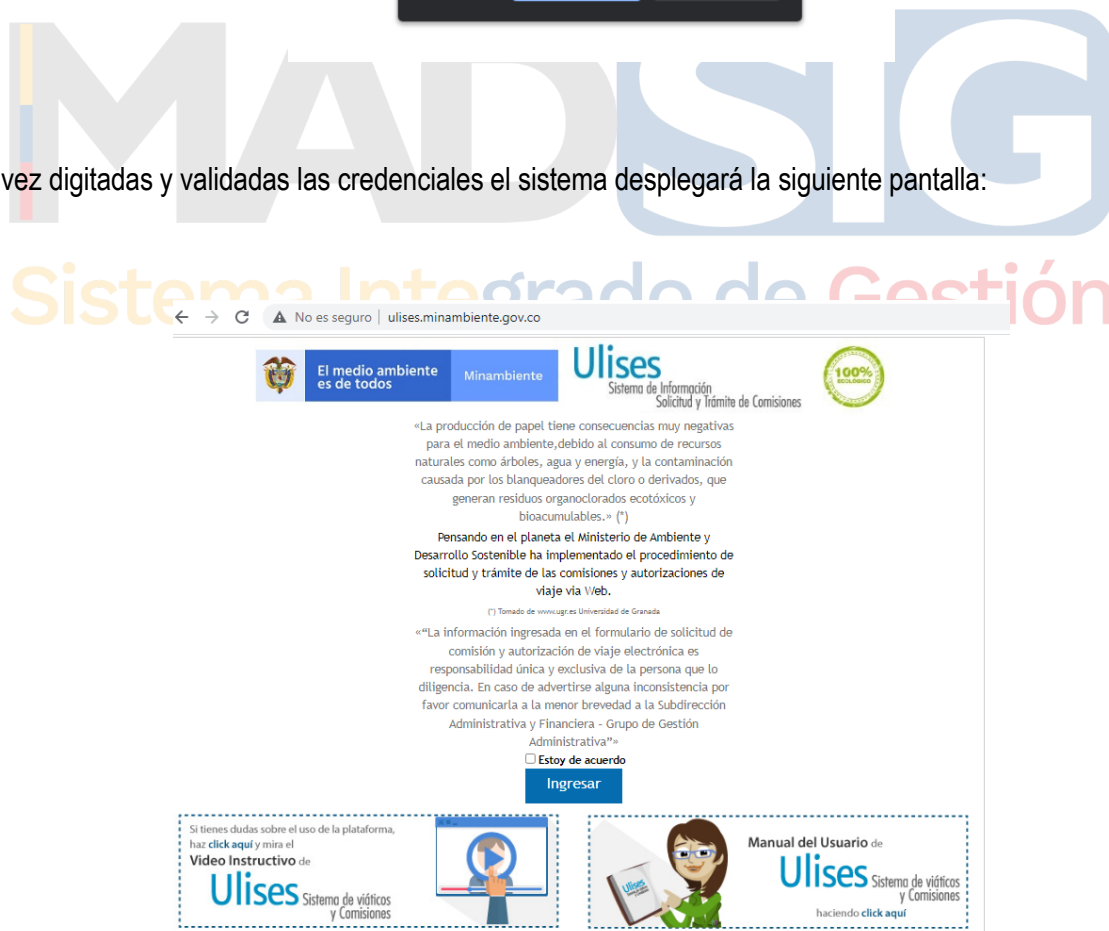 MADSIG
vez digitadas y validadas las credenciales el sistema desplegará la siguiente pantalla:
Sistema Integrado de Gestión
No es seguro | ulises.minambiente.gov.co
El medio ambiente
es de todos
Minambiente
Ulises
Sistema de Información
Solicitud y Trámite de Comisiones
100%
ECOLÓGICO
«La producción de papel tiene consecuencias muy negativas
para el medio ambiente,debido al consumo de recursos
naturales como árboles, agua y energía, y la contaminación
causada por los blanqueadores del cloro o derivados, que
generan residuos organoclorados ecotóxicos y
bioacumulables.» (*)
Pensando en el planeta el Ministerio de Ambiente y
Desarrollo Sostenible ha implementado el procedimiento de
solicitud y trámite de las comisiones y autorizaciones de
viaje via Web.
(*) Tomado de www.ugr.es Universidad de Granada
«“La información ingresada en el formulario de solicitud de
comisión y autorización de viaje electrónica es
responsabilidad única y exclusiva de la persona que lo
diligencia. En caso de advertirse alguna inconsistencia por
favor comunicarla a la menor brevedad a la Subdirección
Administrativa y Financiera - Grupo de Gestión
Administrativa”»
Estoy de acuerdo
Ingresar
Si tienes dudas sobre el uso de la plataforma,
haz click aquí y mira el
Video Instructivo de
Ulises Sistema de viáticos
y Comisiones
Ulises
Manual del Usuario de
Ulises Sistema de viáticos
y Comisiones
haciendo click aquí